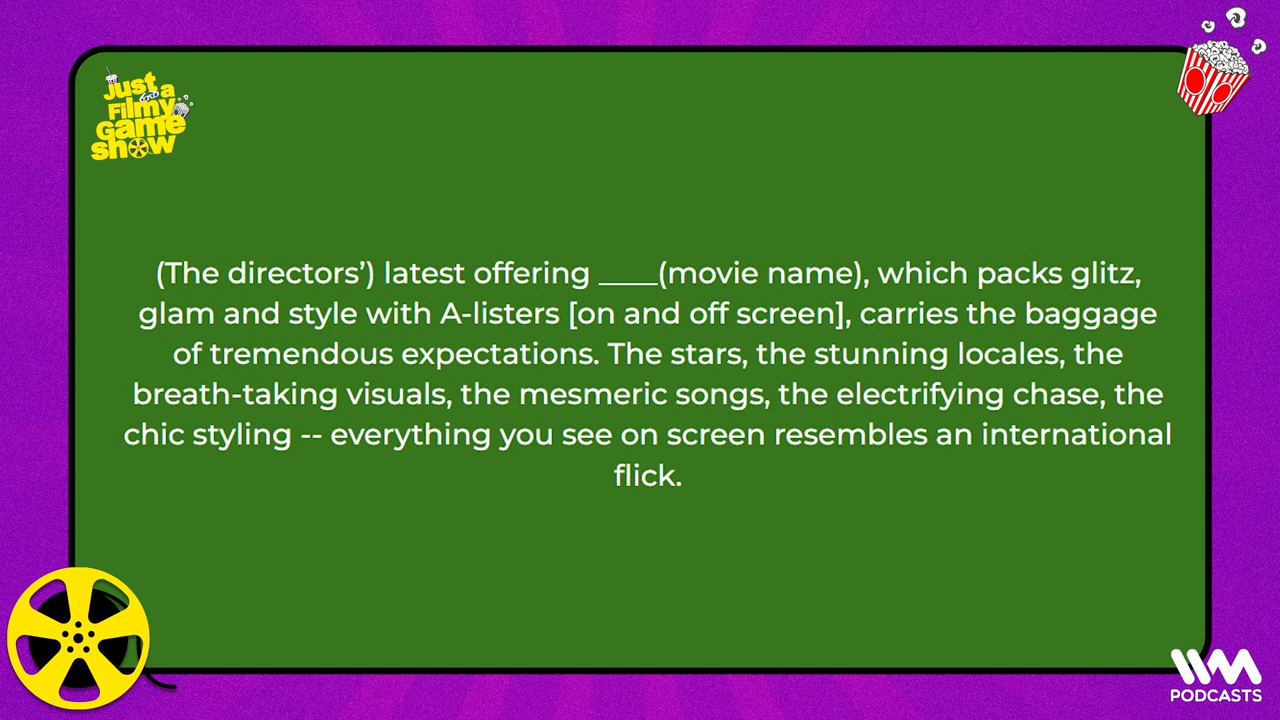 Just a
Filmy
Game
show
(The directors’) latest offering ____(movie name), which packs glitz,
glam and style with A-listers [on and off screen], carries the baggage
of tremendous expectations. The stars, the stunning locales, the
breath-taking visuals, the mesmeric songs, the electrifying chase, the
chic styling -- everything you see on screen resembles an international
flick.
IVM
PODCASTS